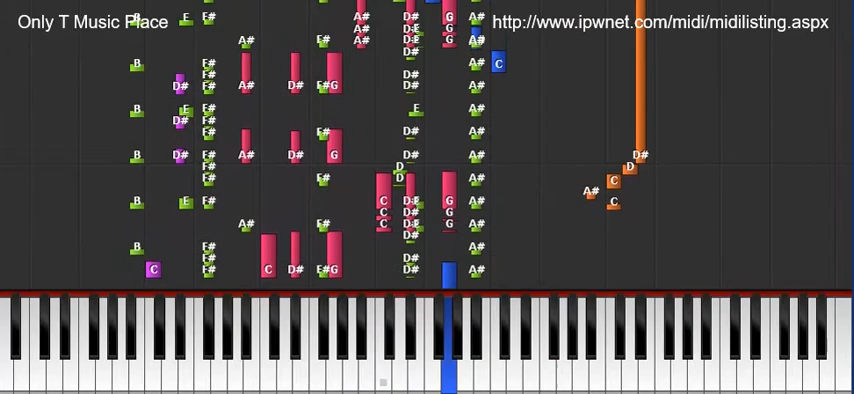 Only T Music Place http://www.ipwnet.com/midi/midilisting.aspx
B E F# A# D# G
A# D# E G
A# F# A# D# E G A#
D#
B F# A# C
F# D# A#
D# F# A# D# F# G D# A#
B E F# E A#
D# F#
F# F# D# A#
B D# F# A# D# G D# A# D#
F# D D
F# F# D A# C
A#
B E F# C D# E G A# C
C D# G
A# F# C D# E G A#
D#
B F#
F# D#
C F# C D# F# G D# A#